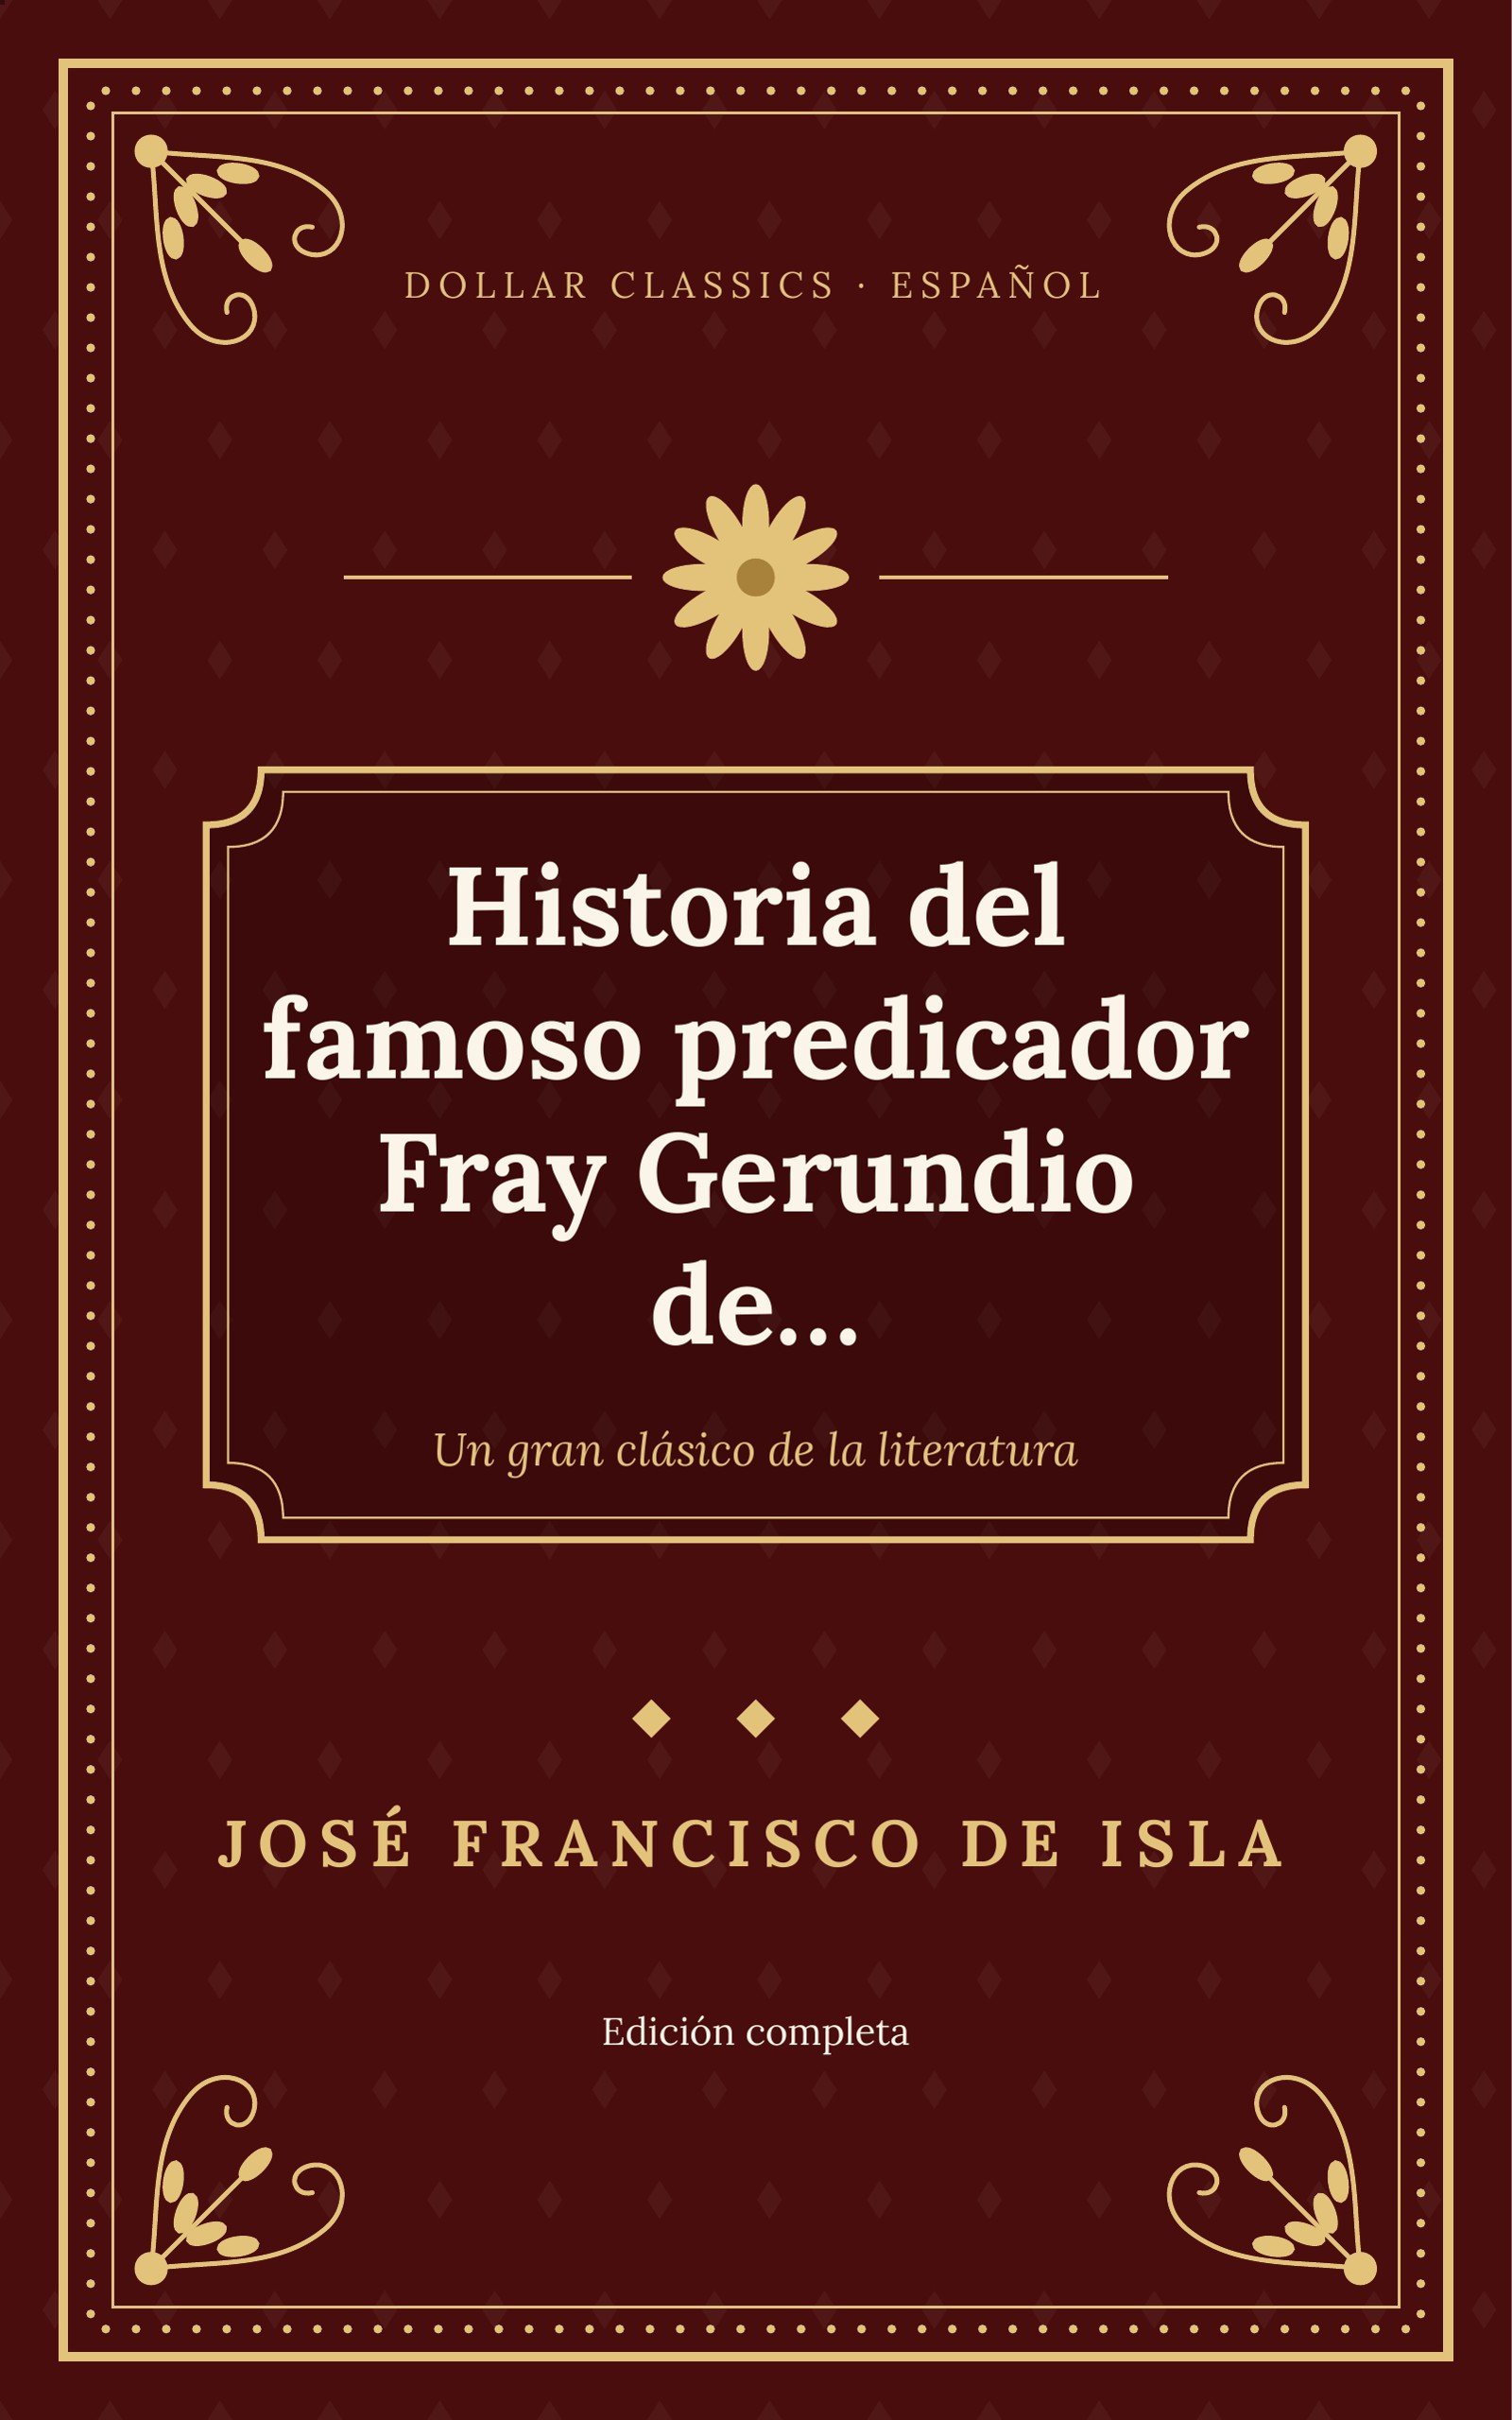 DOLLAR CLASSICS · ESPAÑOL
Historia del
famoso predicador
Fray Gerundio
de...
Un gran clásico de la literatura
JOSÉ FRANCISCO DE ISLA
Edición completa